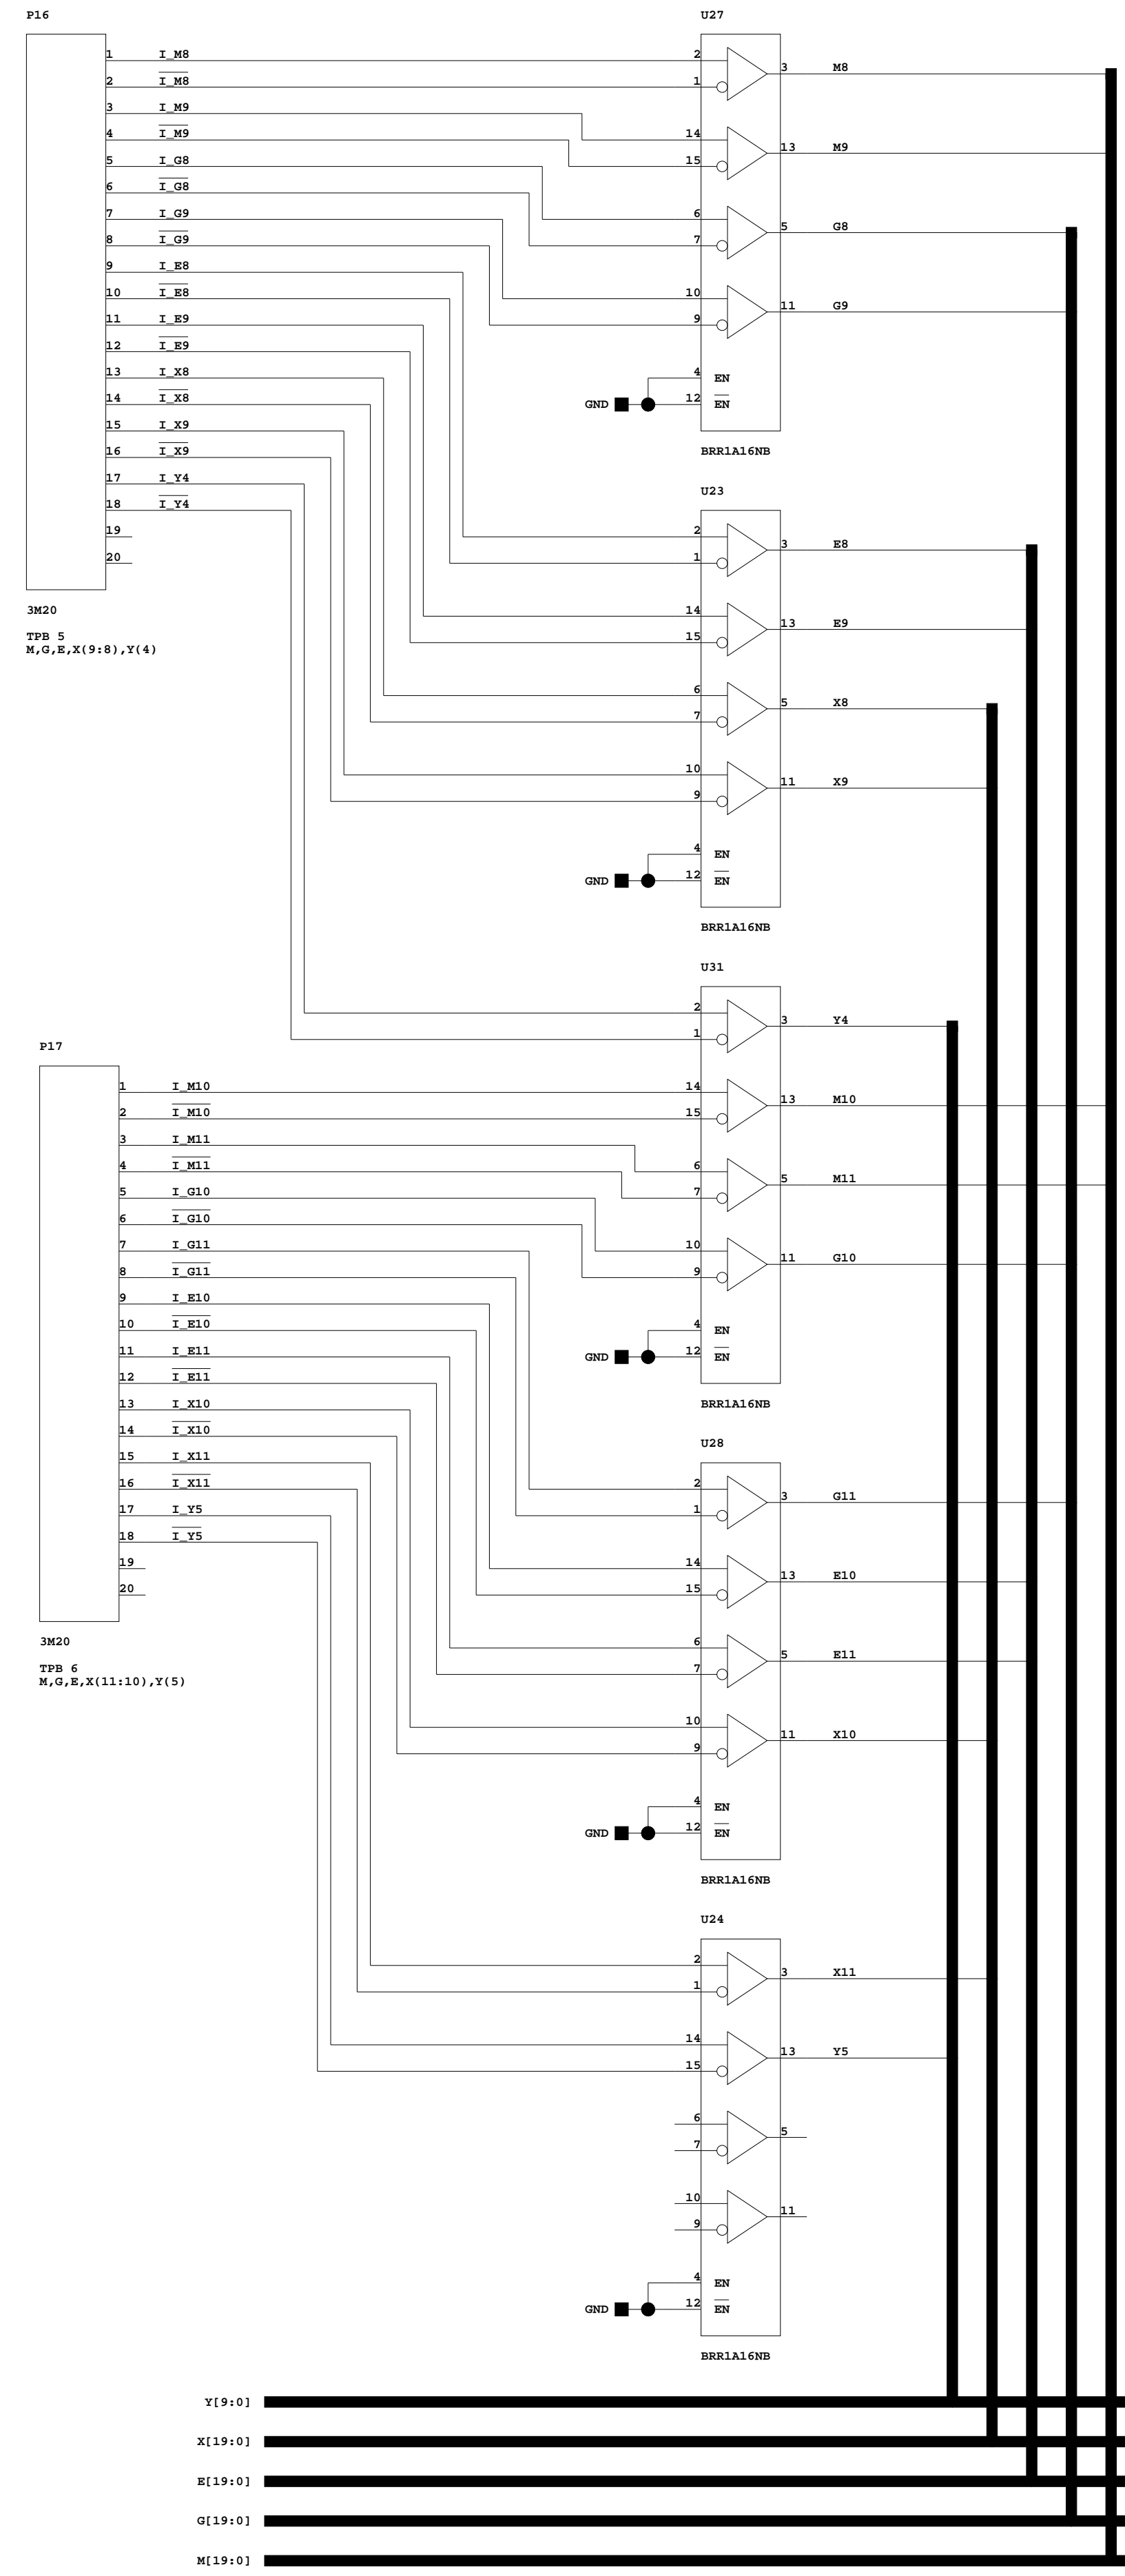 P16
1 I_M8
2 I_M8
3 I_M9
4 I_M9
5 I_G8
6 I_G8
7 I_G9
8 I_G9
9 I_E8
10 I_E8
11 I_E9
12 I_E9
13 I_X8
14 I_X8
15 I_X9
16 I_X9
17 I_Y4
18 I_Y4
19
20
3M20
TPB 5
M,G,E,X(9:8),Y(4)
U27
2 3 M8
1
14 13 M9
15
6 5 G8
7
10 11 G9
9
4 EN
GND 12 EN
BRR1A16NB
U23
2 3 E8
1
14 13 E9
15
6 5 X8
7
10 11 X9
9
4 EN
GND 12 EN
BRR1A16NB
U31
2 3 Y4
1
14 13 M10
15
6 5 M11
7
10 11 G10
9
4 EN
GND 12 EN
BRR1A16NB
P17
1 I_M10
2 I_M10
3 I_M11
4 I_M11
5 I_G10
6 I_G10
7 I_G11
8 I_G11
9 I_E10
10 I_E10
11 I_E11
12 I_E11
13 I_X10
14 I_X10
15 I_X11
16 I_X11
17 I_Y5
18 I_Y5
19
20
3M20
TPB 6
M,G,E,X(11:10),Y(5)
U28
2 3 G11
1
14 13 E10
15
6 5 E11
7
10 11 X10
9
4 EN
GND 12 EN
BRR1A16NB
U24
2 3 X11
1
14 13 Y5
15
6 5
7
10 11
9
4 EN
GND 12 EN
BRR1A16NB
Y[9:0]
X[19:0]
E[19:0]
G[19:0]
M[19:0]